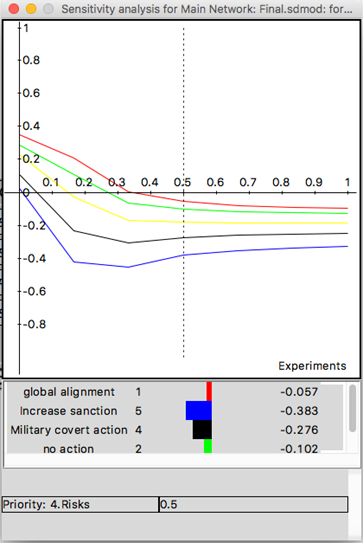 Sensitivity analysis for Main Network: Final.sdmod: for...
1
0.8
0.6
0.4
0.2
0.1 0.2 0.3 0.4 0.5 0.6 0.7 0.8 0.9 1
0
-0.2
-0.4
-0.6
-0.8
Experiments
global alignment 1 -0.057
Increase sanction 5 -0.383
Military covert action 4 -0.276
no action 2 -0.102
Priority: 4.Risks 0.5